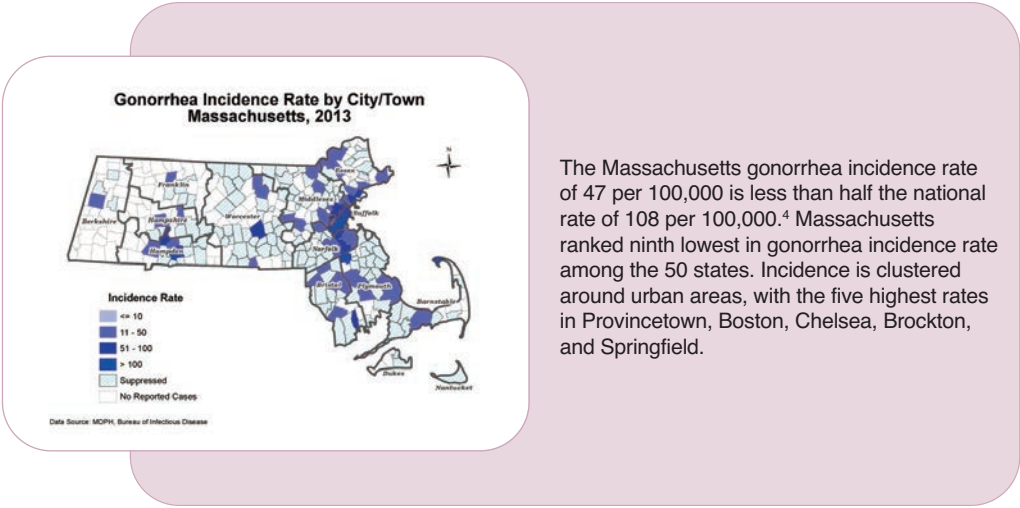 Gonorrhea Incidence Rate by City/Town
Massachusetts, 2013
N
Essex
Franklin
Middlesex
Suffolk
Berkshire
Hampshire
Worcester
Hampden
Norfolk
Bristol
Plymouth
Barnstable
Dukes
Nantucket
Incidence Rate
<= 10
11 - 50
51 - 100
> 100
Suppressed
No Reported Cases
Data Source: MDPH, Bureau of Infectious Disease
The Massachusetts gonorrhea incidence rate
of 47 per 100,000 is less than half the national
rate of 108 per 100,000.⁴ Massachusetts
ranked ninth lowest in gonorrhea incidence rate
among the 50 states. Incidence is clustered
around urban areas, with the five highest rates
in Provincetown, Boston, Chelsea, Brockton,
and Springfield.